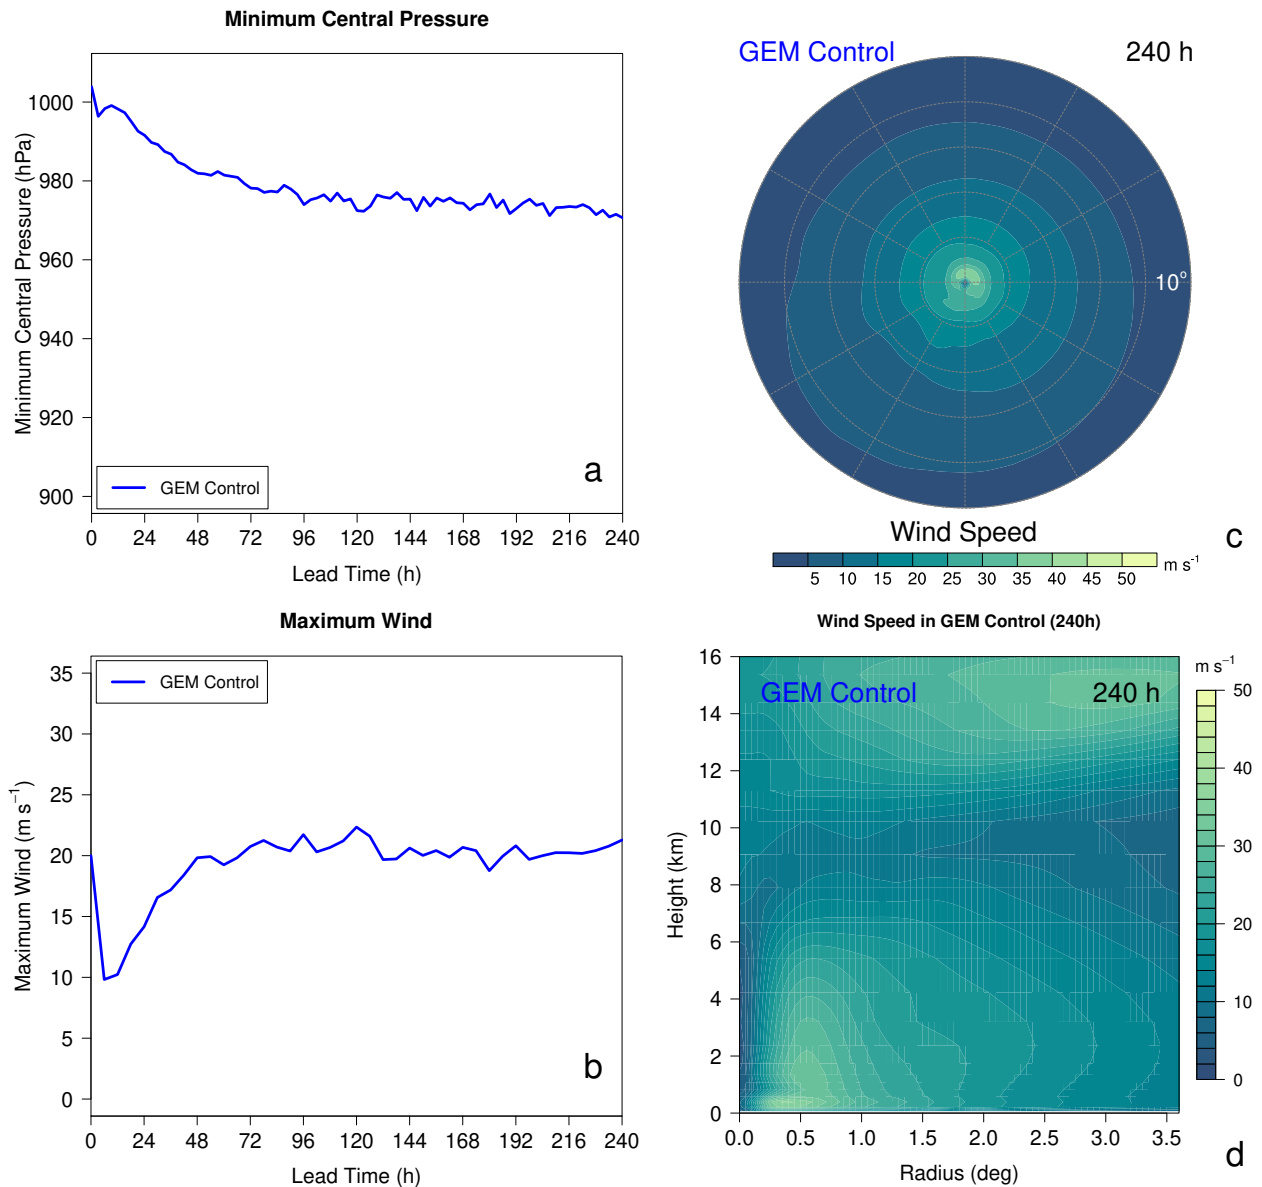 Minimum Central Pressure
Minimum Central Pressure (hPa)
1000
980
960
940
920
900
GEM Control
a
0 24 48 72 96 120 144 168 192 216 240
Lead Time (h)
GEM Control
240 h
10°
Wind Speed
5 10 15 20 25 30 35 40 45 50
m s⁻¹
c
Maximum Wind
Maximum Wind (m s⁻¹)
35
30
25
20
15
10
5
0
GEM Control
b
0 24 48 72 96 120 144 168 192 216 240
Lead Time (h)
Wind Speed in GEM Control (240h)
Height (km)
16
14
12
10
8
6
4
2
0
GEM Control
240 h
0.0 0.5 1.0 1.5 2.0 2.5 3.0 3.5
Radius (deg)
m s⁻¹
50
40
30
20
10
0
d